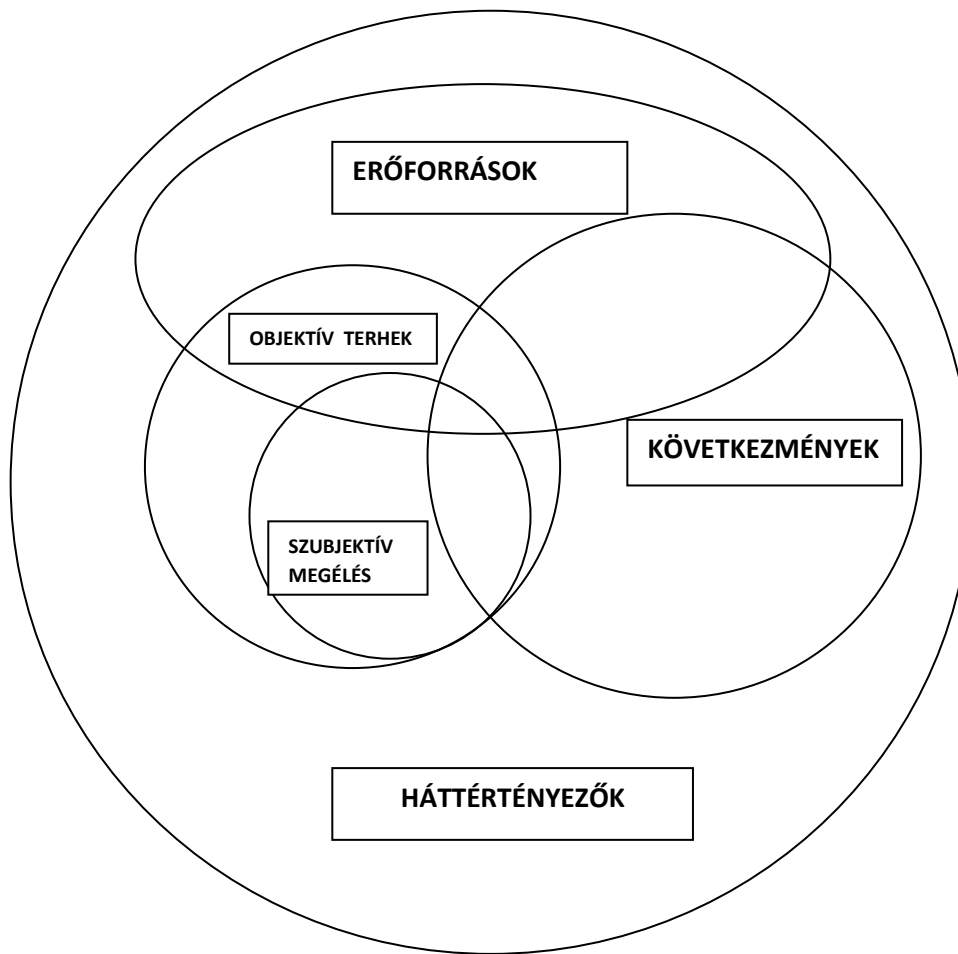 ERŐFORRÁSOK
OBJEKTÍV TERHEK
KÖVETKEZMÉNYEK
SZUBJEKTÍV
MEGÉLÉS
HÁTTÉRTÉNYEZŐK